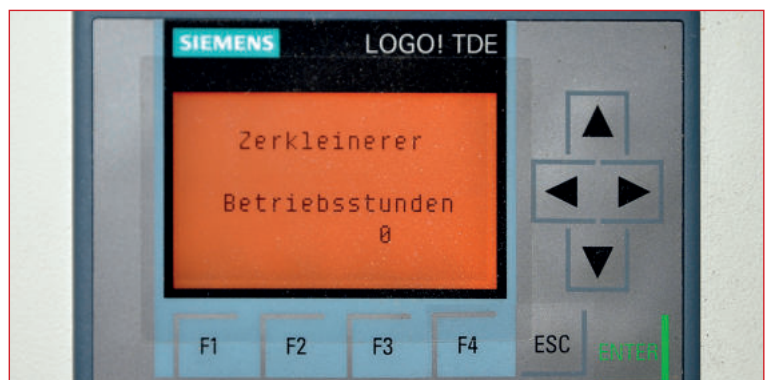 SIEMENS LOGO! TDE
Zerkleinerer
Betriebsstunden
0
F1 F2 F3 F4 ESC ENTER